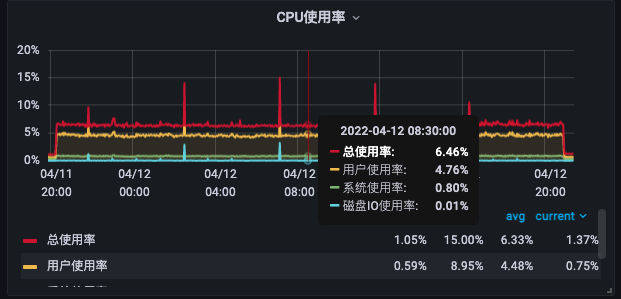 CPU使用率
20%
15%
10%
5%
0%
04/11 20:00
04/12 00:00
04/12 04:00
04/12 08:00
04/12 20:00
2022-04-12 08:30:00
总使用率: 6.46%
用户使用率: 4.76%
系统使用率: 0.80%
磁盘IO使用率: 0.01%
avg current
总使用率 1.05% 15.00% 6.33% 1.37%
用户使用率 0.59% 8.95% 4.48% 0.75%